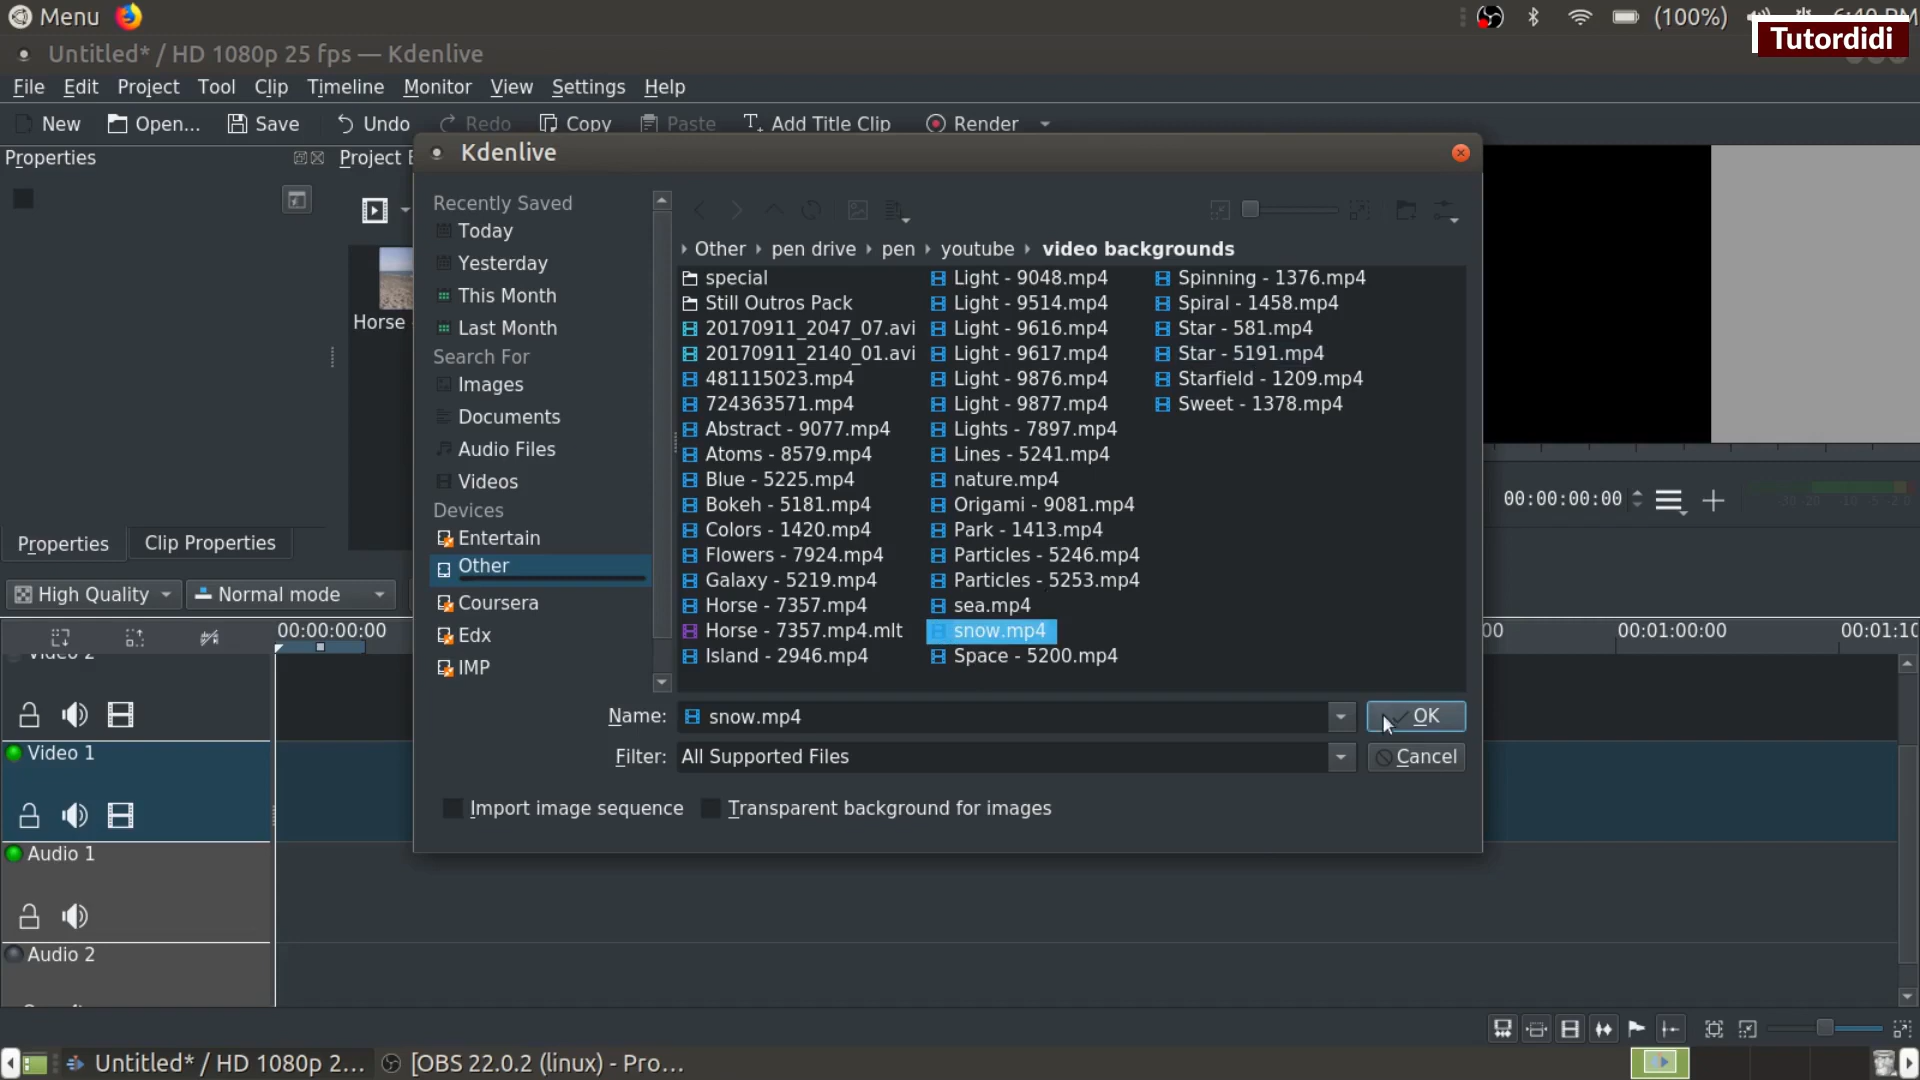 Menu
(100%)
Tutordidi
Untitled* / HD 1080p 25 fps — Kdenlive
File Edit Project Tool Clip Timeline Monitor View Settings Help
New Open... Save Undo Redo Copy Paste Add Title Clip Render
Properties
Project
Kdenlive
Horse
Recently Saved
Today
Yesterday
This Month
Last Month
Search For
Images
Documents
Audio Files
Videos
Devices
Entertain
Other
Coursera
Edx
IMP
Other pen drive pen youtube video backgrounds
special
Still Outros Pack
20170911_2047_07.avi
20170911_2140_01.avi
481115023.mp4
724363571.mp4
Abstract - 9077.mp4
Atoms - 8579.mp4
Blue - 5225.mp4
Bokeh - 5181.mp4
Colors - 1420.mp4
Flowers - 7924.mp4
Galaxy - 5219.mp4
Horse - 7357.mp4
Horse - 7357.mp4.mlt
Island - 2946.mp4
Light - 9048.mp4
Light - 9514.mp4
Light - 9616.mp4
Light - 9617.mp4
Light - 9876.mp4
Light - 9877.mp4
Lights - 7897.mp4
Lines - 5241.mp4
nature.mp4
Origami - 9081.mp4
Park - 1413.mp4
Particles - 5246.mp4
Particles - 5253.mp4
sea.mp4
snow.mp4
Space - 5200.mp4
Spinning - 1376.mp4
Spiral - 1458.mp4
Star - 581.mp4
Star - 5191.mp4
Starfield - 1209.mp4
Sweet - 1378.mp4
Name: snow.mp4 OK
Filter: All Supported Files Cancel
Import image sequence Transparent background for images
00:00:00:00
Properties Clip Properties
High Quality Normal mode
00:00:00:00
00:01:00:00
Video 1
Audio 1
Audio 2
Untitled* / HD 1080p 2... [OBS 22.0.2 (linux) - Pro...